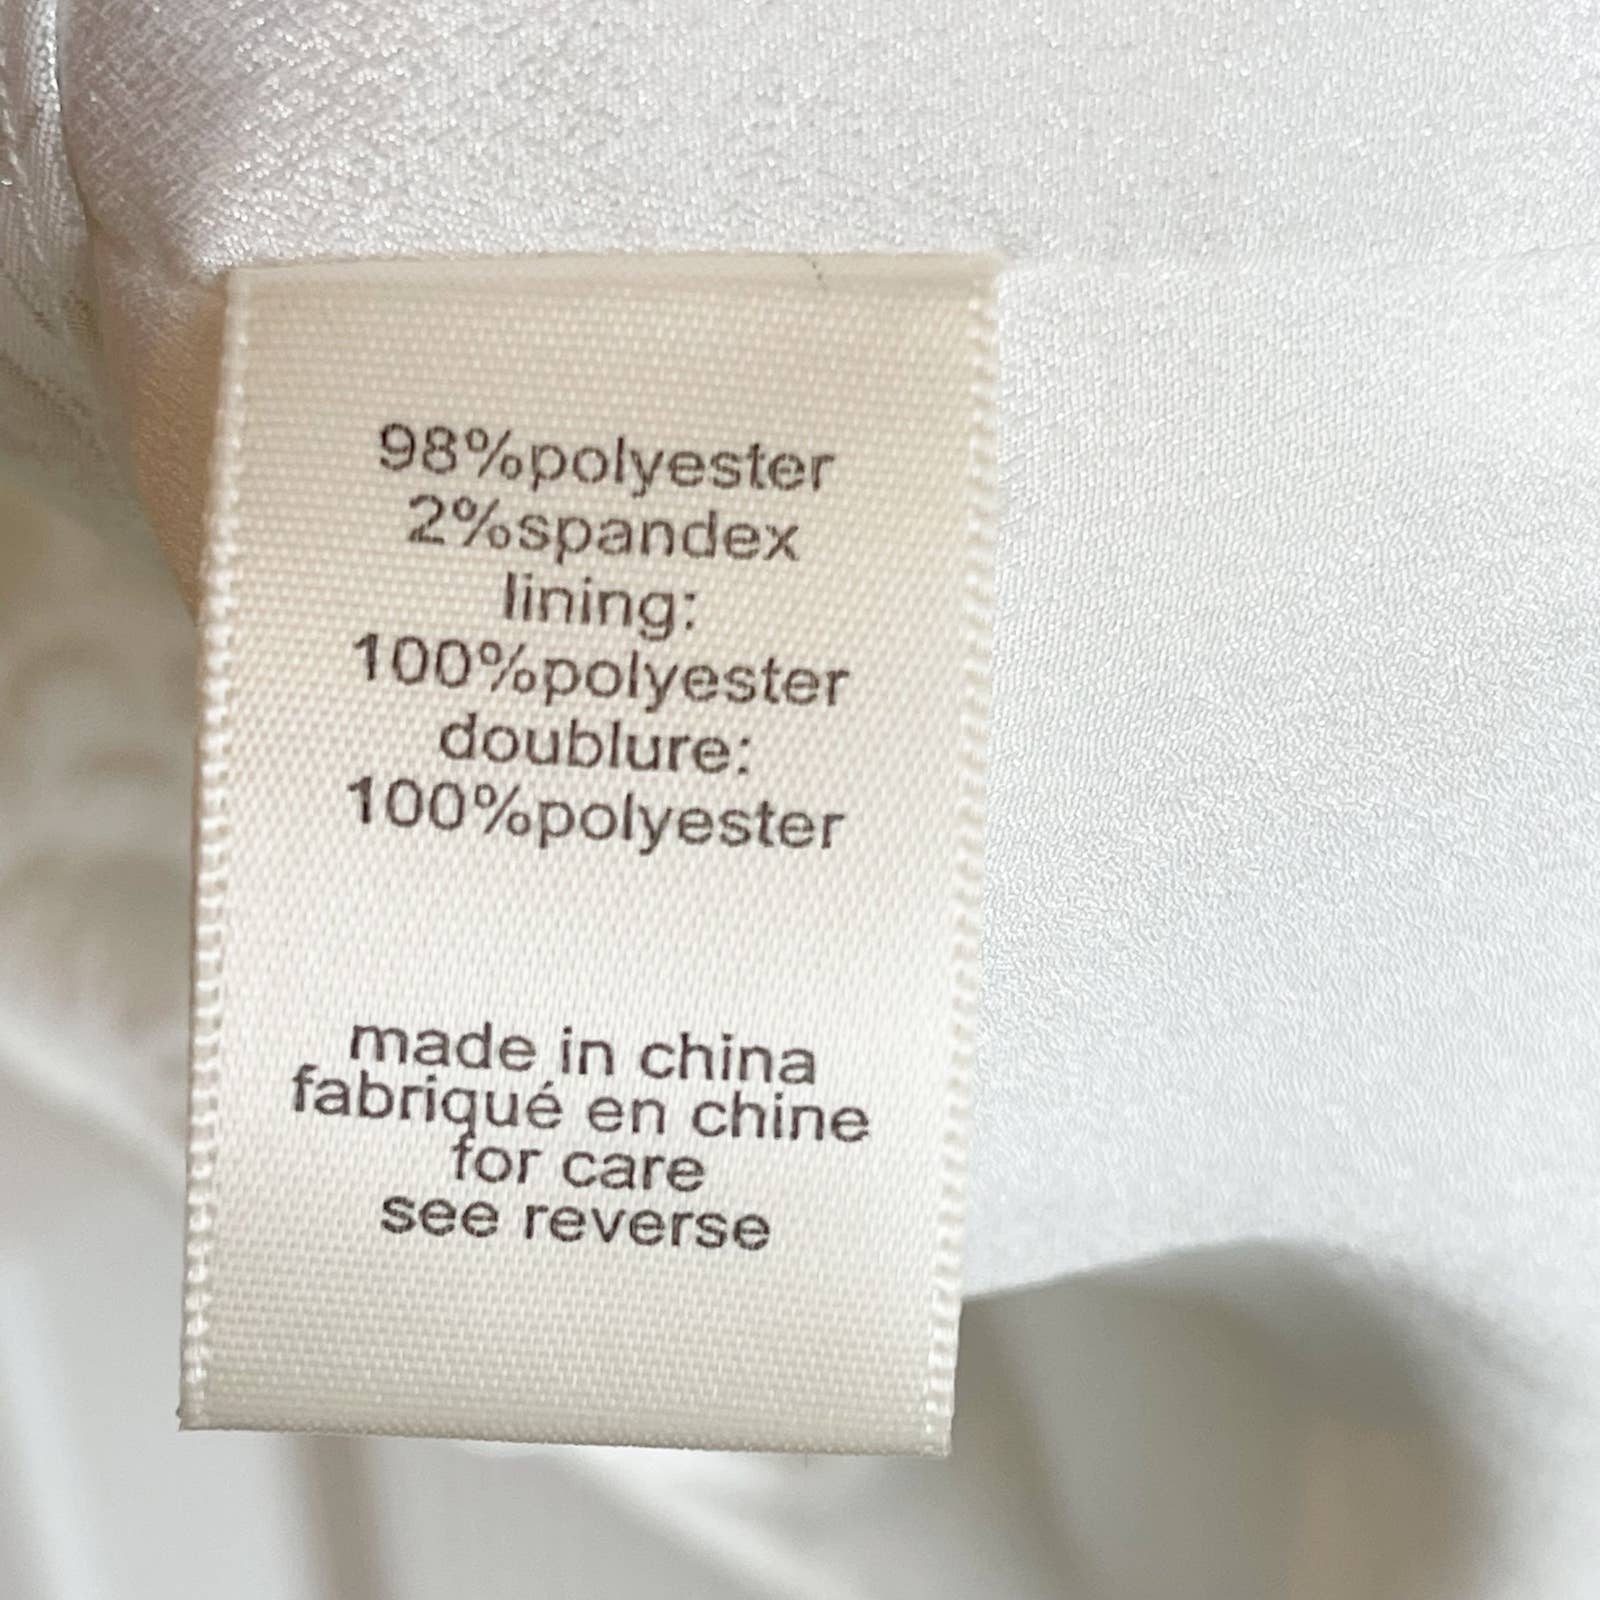 98%polyester
2%spandex
lining:
100%polyester
doublure:
100%polyester
made in china
fabriqué en chine
for care
see reverse